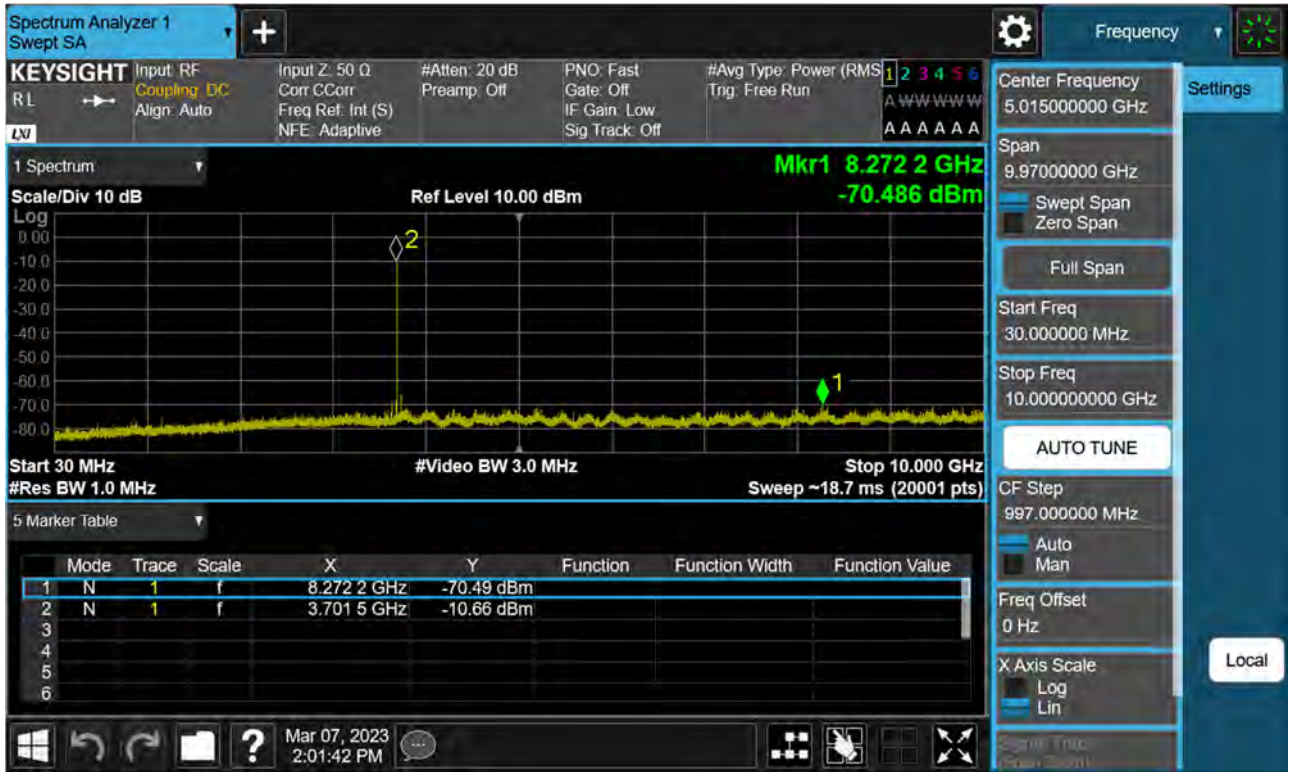 Spectrum Analyzer 1
Swept SA
+
Frequency
KEYSIGHT
RL
LXI
Input: RF
Coupling: DC
Align: Auto
Input Z: 50 Ω
Corr CCorr
Freq Ref: Int (S)
NFE: Adaptive
#Atten: 20 dB
Preamp: Off
PNO: Fast
Gate: Off
IF Gain: Low
Sig Track: Off
#Avg Type: Power (RMS
Trig: Free Run
1 2 3 4 5 6
A W W W W W
A A A A A A
1 Spectrum
Mkr1 8.272 2 GHz
-70.486 dBm
Scale/Div 10 dB
Ref Level 10.00 dBm
Log
0.00
-10.0
-20.0
-30.0
-40.0
-50.0
-60.0
-70.0
-80.0
2
1
Start 30 MHz
#Video BW 3.0 MHz
Stop 10.000 GHz
#Res BW 1.0 MHz
Sweep ~18.7 ms (20001 pts)
5 Marker Table
Mode Trace Scale X Y Function Function Width Function Value
1 N 1 f 8.272 2 GHz -70.49 dBm
2 N 1 f 3.701 5 GHz -10.66 dBm
3
4
5
6
Mar 07, 2023
2:01:42 PM
?
Center Frequency
5.015000000 GHz
Span
9.97000000 GHz
Swept Span
Zero Span
Full Span
Start Freq
30.000000 MHz
Stop Freq
10.000000000 GHz
AUTO TUNE
CF Step
997.000000 MHz
Auto
Man
Freq Offset
0 Hz
X Axis Scale
Log
Lin
Settings
Local